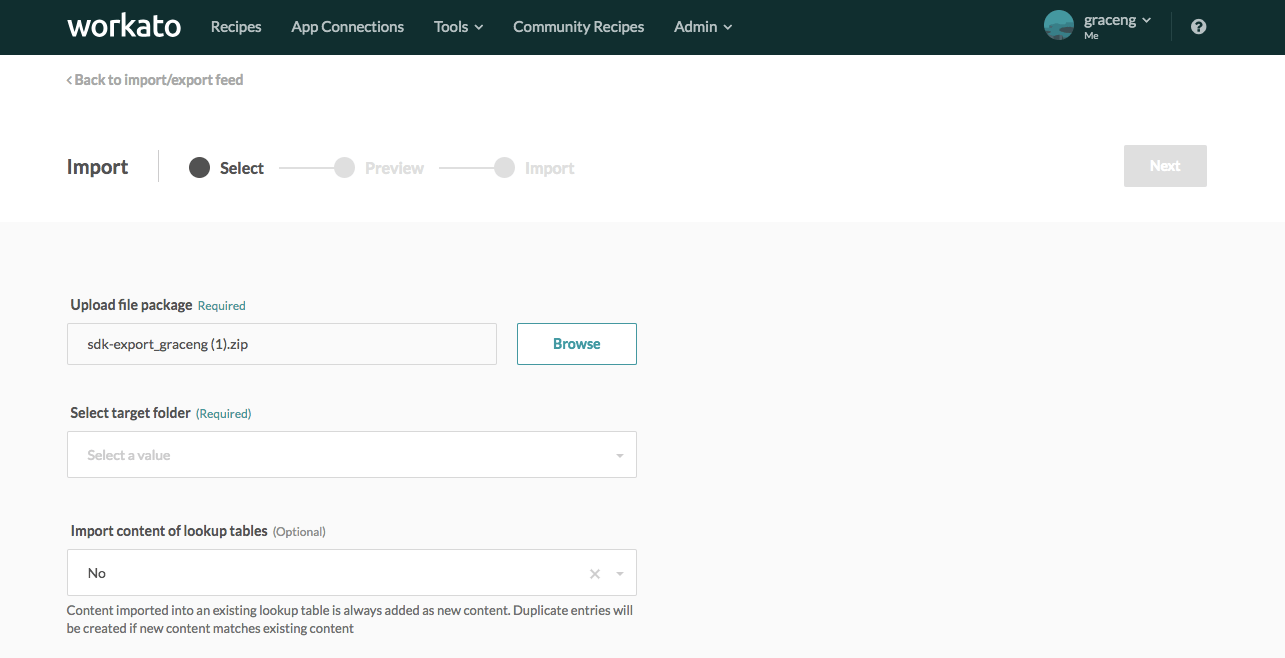 workato Recipes App Connections Tools Community Recipes Admin graceng
Me
Back to import/export feed
Import Select Preview Import Next
Upload file package Required
sdk-export_graceng (1).zip Browse
Select target folder (Required)
Select a value
Import content of lookup tables (Optional)
No
Content imported into an existing lookup table is always added as new content. Duplicate entries will
be created if new content matches existing content